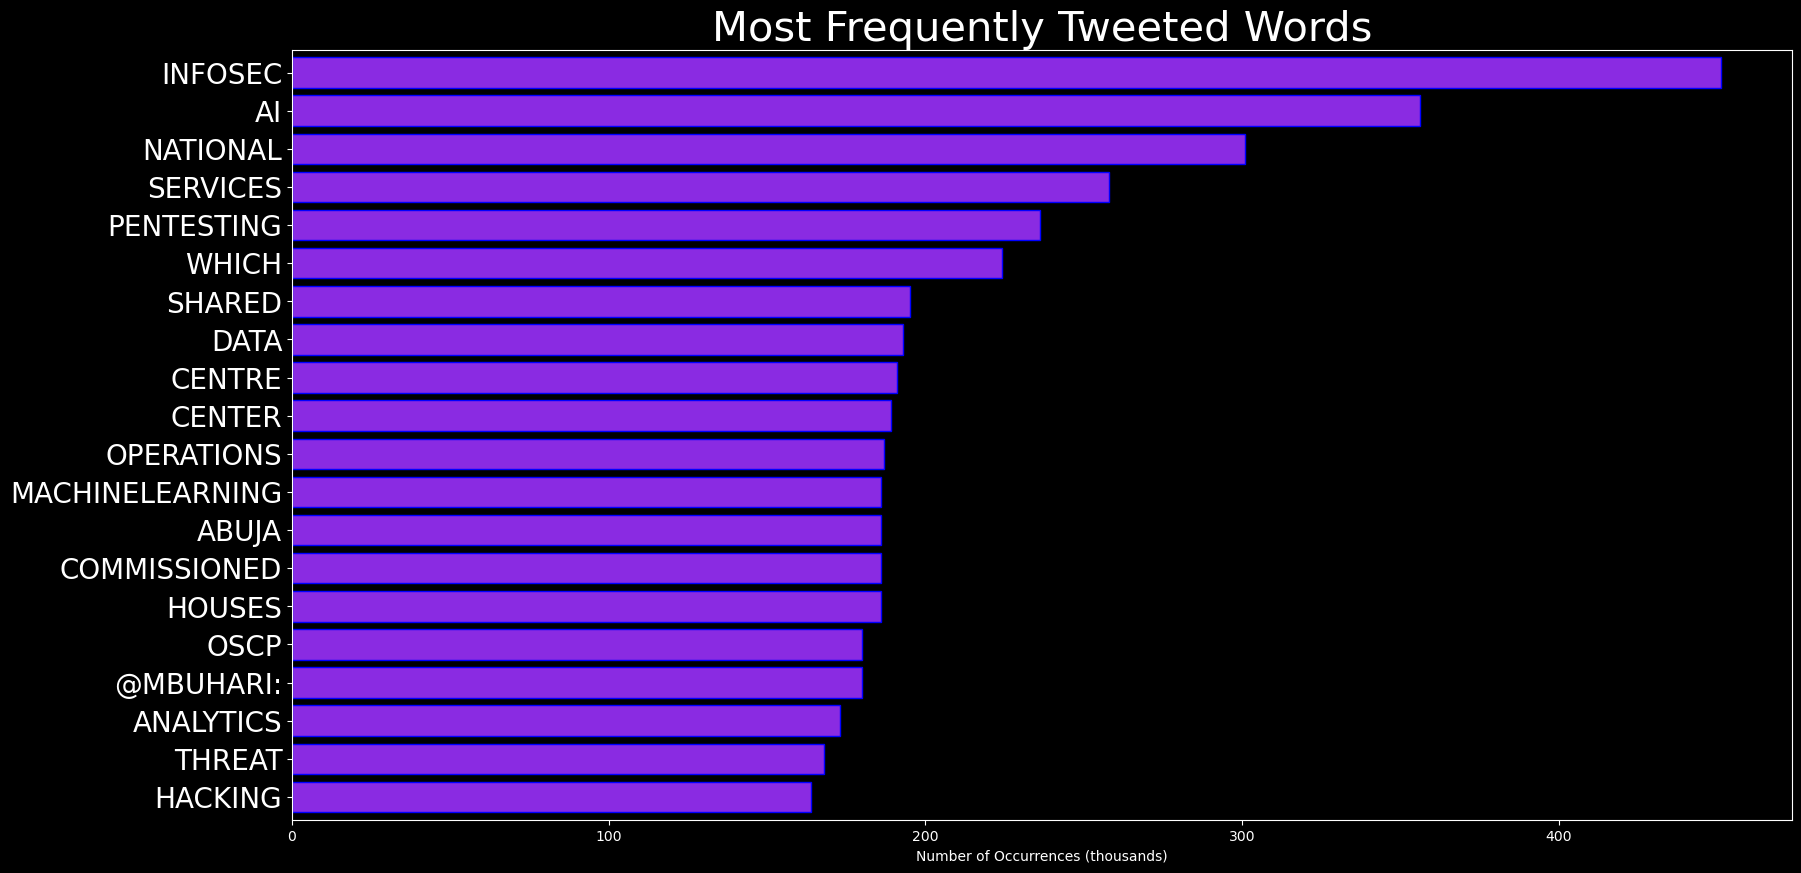 Most Frequently Tweeted Words
INFOSEC
AI
NATIONAL
SERVICES
PENTESTING
WHICH
SHARED
DATA
CENTRE
CENTER
OPERATIONS
MACHINELEARNING
ABUJA
COMMISSIONED
HOUSES
OSCP
@MBUHARI:
ANALYTICS
THREAT
HACKING
0 100 200 300 400
Number of Occurrences (thousands)